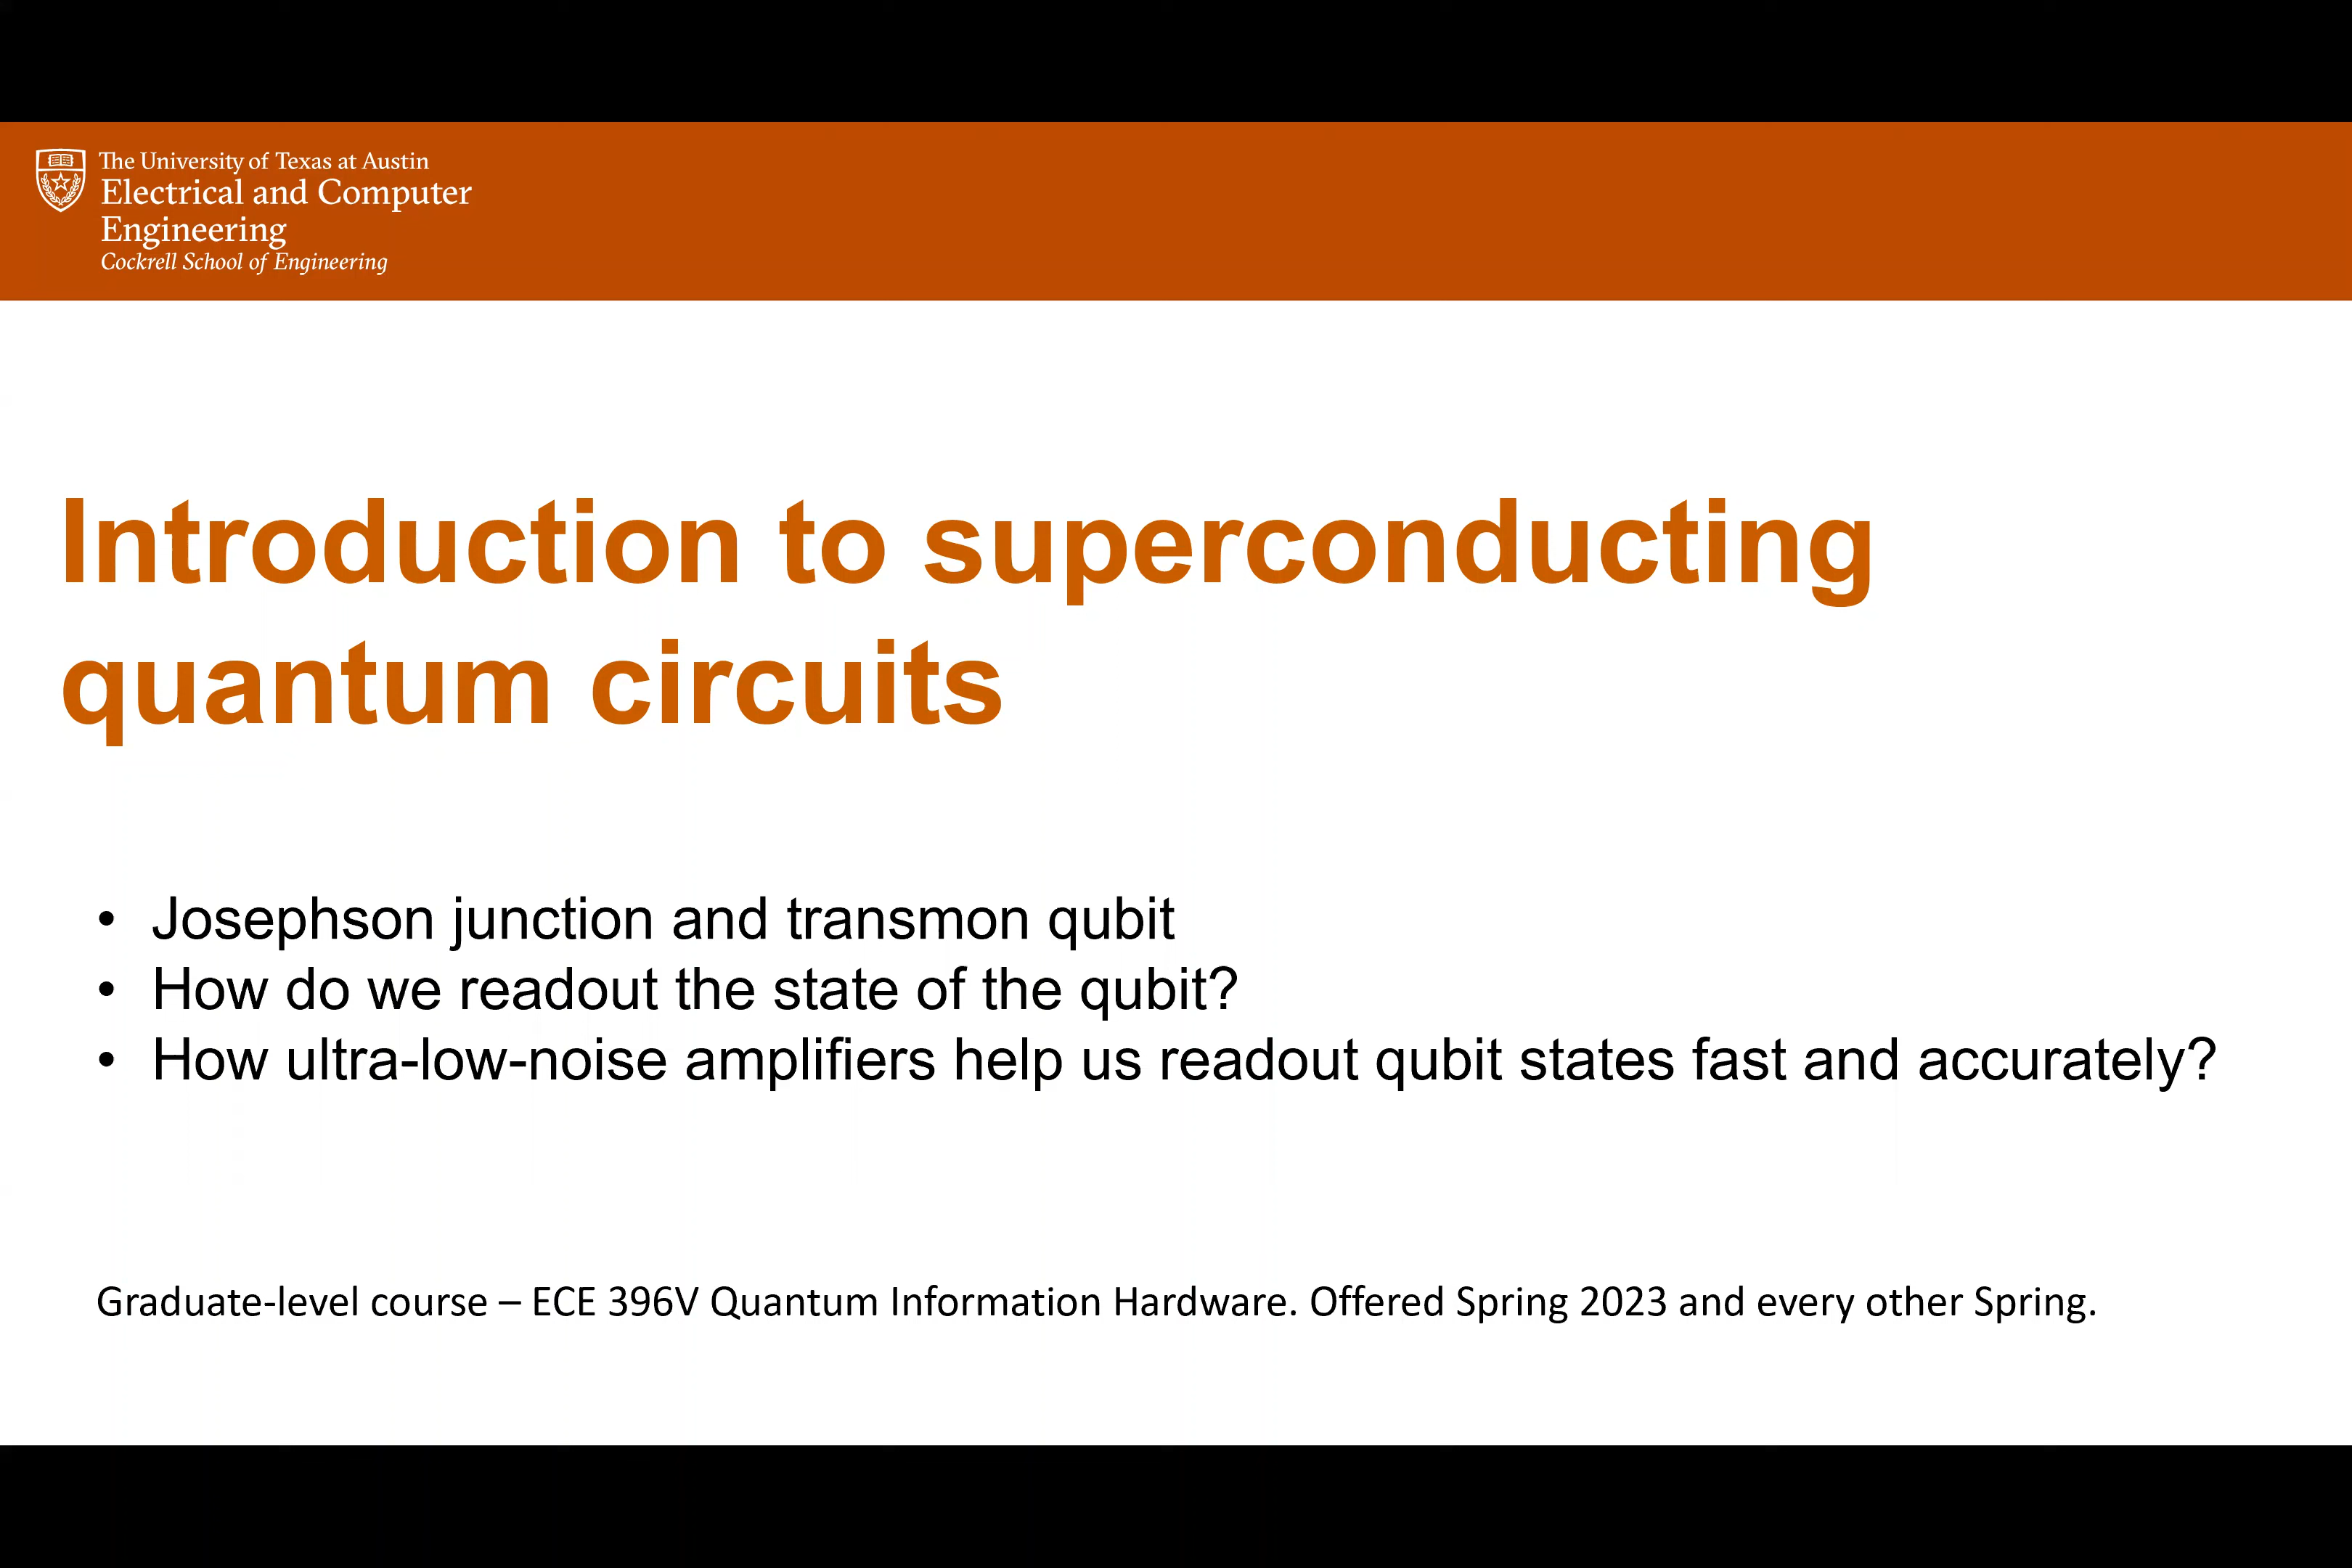 The University of Texas at Austin
Electrical and Computer
Engineering
Cockrell School of Engineering
Introduction to superconducting
quantum circuits
• Josephson junction and transmon qubit
• How do we readout the state of the qubit?
• How ultra-low-noise amplifiers help us readout qubit states fast and accurately?
Graduate-level course – ECE 396V Quantum Information Hardware. Offered Spring 2023 and every other Spring.